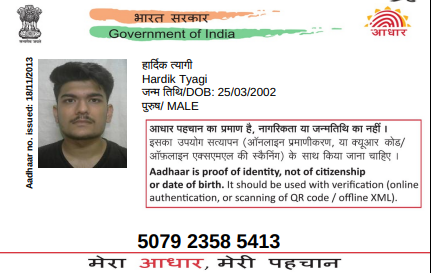 भारत सरकार
Government of India
आधार
Aadhaar no. issued: 18/11/2013
हार्दिक त्यागी
Hardik Tyagi
जन्म तिथि/DOB: 25/03/2002
पुरुष/ MALE
आधार पहचान का प्रमाण है, नागरिकता या जन्मतिथि का नहीं ।
इसका उपयोग सत्यापन (ऑनलाइन प्रमाणीकरण, या क्यूआर कोड/
ऑफ़लाइन एक्सएमएल की स्कैनिंग) के साथ किया जाना चाहिए ।
Aadhaar is proof of identity, not of citizenship
or date of birth. It should be used with verification (online
authentication, or scanning of QR code / offline XML).
5079 2358 5413
मेरा आधार, मेरी पहचान